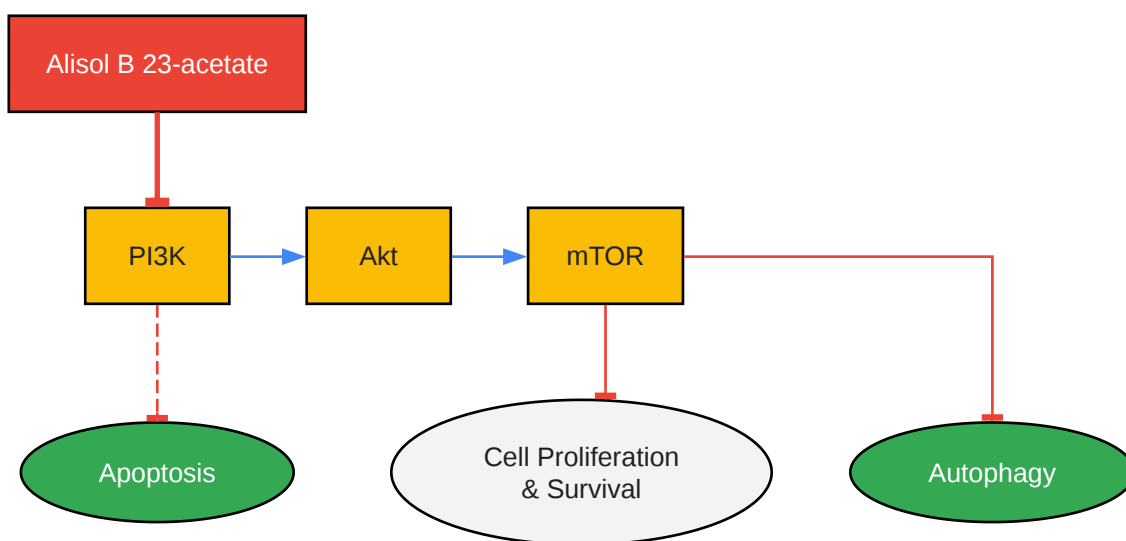 Alisol B 23-acetate
PI3K
Akt
mTOR
Apoptosis
Cell Proliferation
& Survival
Autophagy